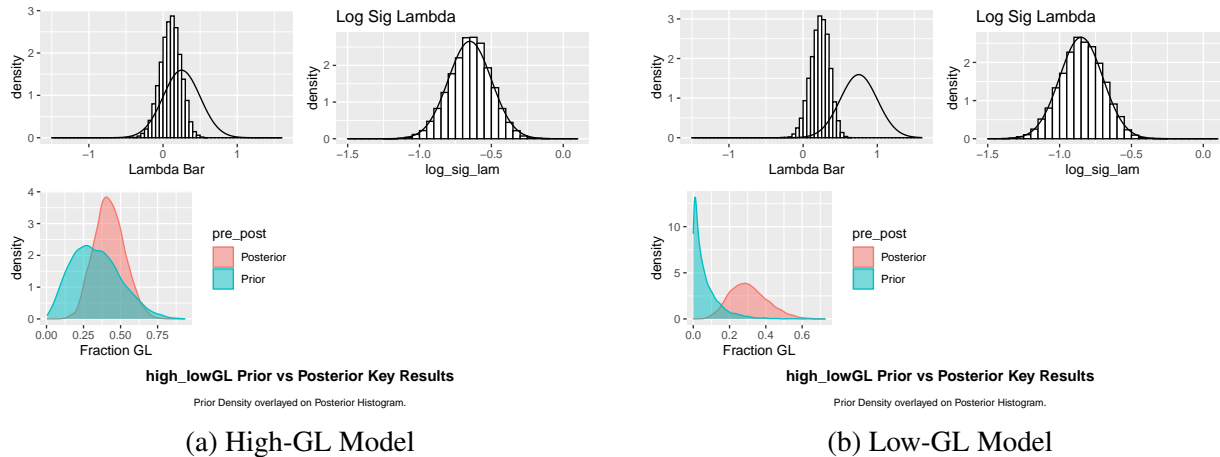 Log Sig Lambda
density
3
2
1
0
-1
0
1
Lambda Bar
density
2
1
0
-1.5
-1.0
-0.5
0.0
log_sig_lam
density
4
3
2
1
0
0.00
0.25
0.50
0.75
Fraction GL
pre_post
Posterior
Prior
high_lowGL Prior vs Posterior Key Results
Prior Density overlayed on Posterior Histogram.
(a) High-GL Model
Log Sig Lambda
density
3
2
1
0
-1
0
1
Lambda Bar
density
2
1
0
-1.5
-1.0
-0.5
0.0
log_sig_lam
density
10
5
0
0.0
0.2
0.4
0.6
Fraction GL
pre_post
Posterior
Prior
high_lowGL Prior vs Posterior Key Results
Prior Density overlayed on Posterior Histogram.
(b) Low-GL Model